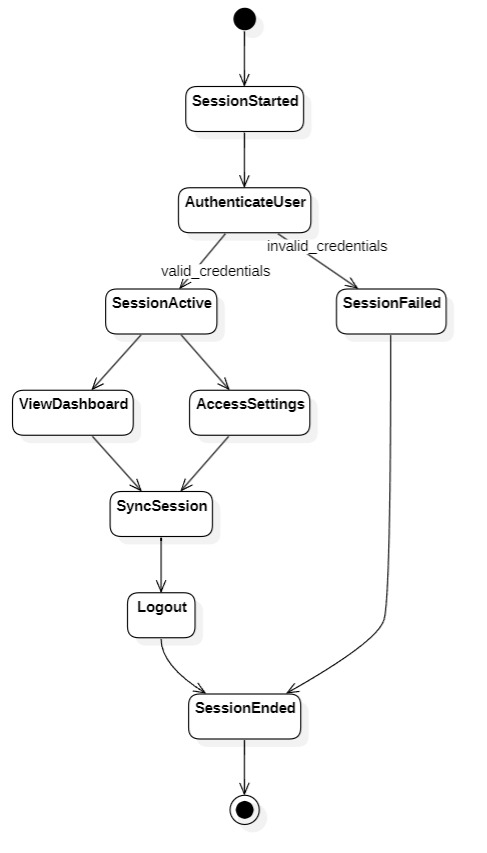 SessionStarted
AuthenticateUser
invalid_credentials
valid_credentials
SessionActive
SessionFailed
ViewDashboard
AccessSettings
SyncSession
Logout
SessionEnded